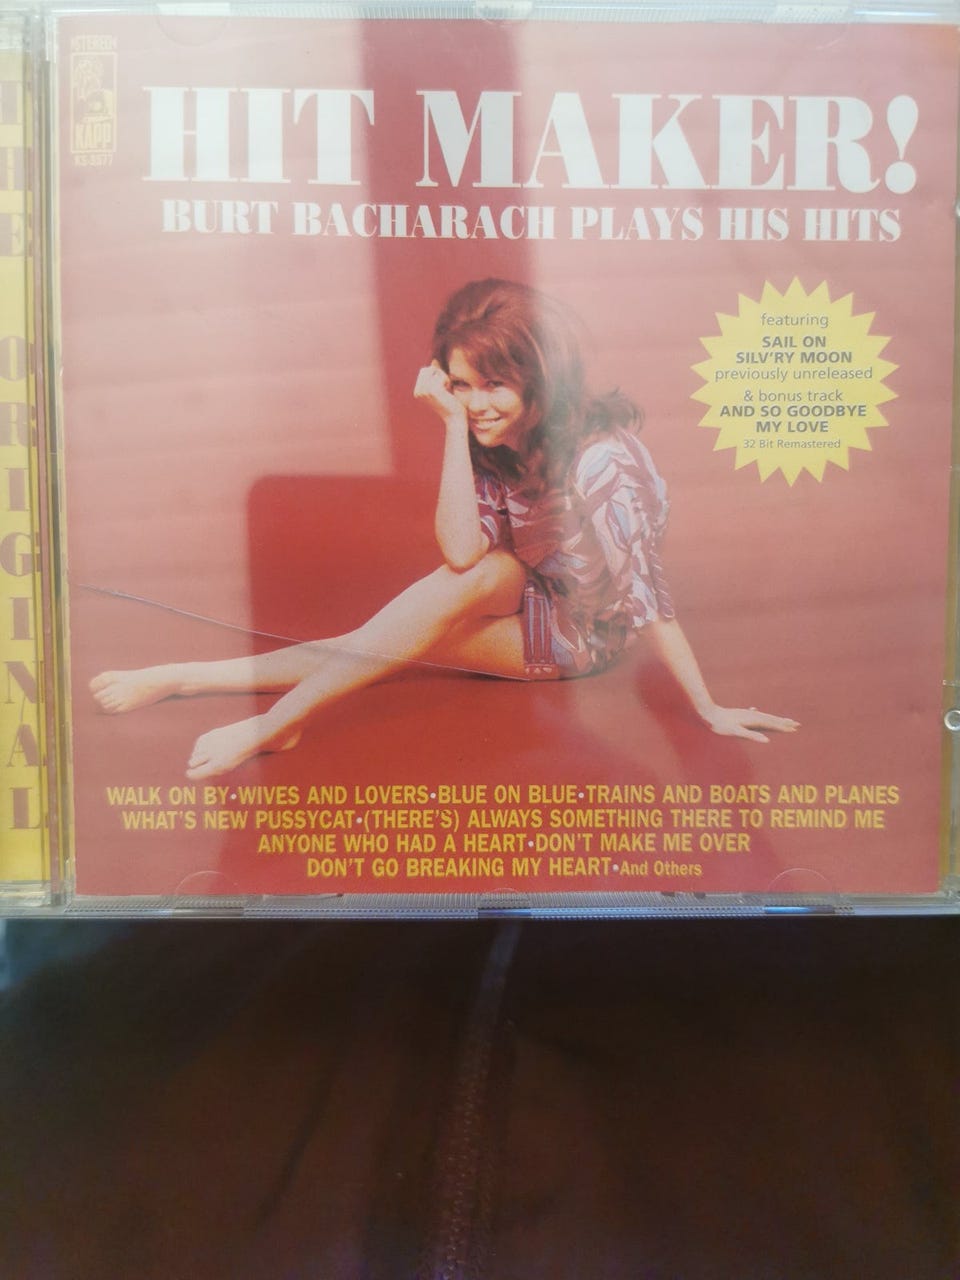 STEREO
KAPP
KS-3577
HIT MAKER!
BURT BACHARACH PLAYS HIS HITS
featuring
SAIL ON
SILV'RY MOON
previously unreleased
& bonus track
AND SO GOODBYE
MY LOVE
32 Bit Remastered
THE ORIGINAL
WALK ON BY•WIVES AND LOVERS•BLUE ON BLUE•TRAINS AND BOATS AND PLANES
WHAT'S NEW PUSSYCAT•(THERE'S) ALWAYS SOMETHING THERE TO REMIND ME
ANYONE WHO HAD A HEART•DON'T MAKE ME OVER
DON'T GO BREAKING MY HEART•And Others